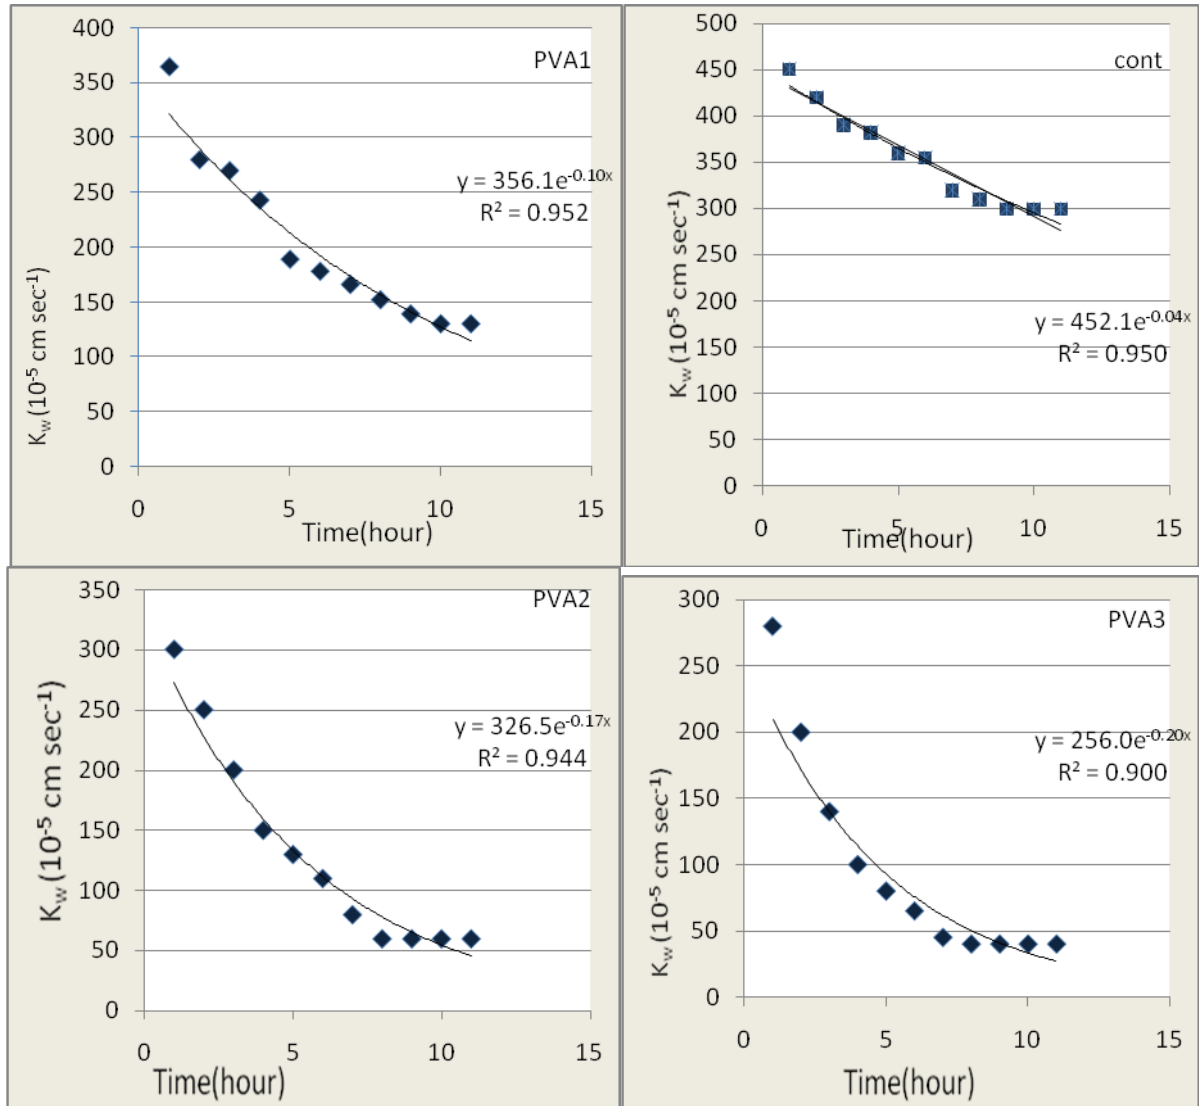 400
350
300
250
200
150
100
50
0
K_w (10^-5 cm sec^-1)
PVA1
y = 356.1e^-0.10x
R² = 0.952
0 5 10 15
Time(hour)
500
450
400
350
300
250
200
150
100
50
0
K_w (10^-5 cm sec^-1)
cont
y = 452.1e^-0.04x
R² = 0.950
0 5 10 15
Time(hour)
350
300
250
200
150
100
50
0
K_w (10^-5 cm sec^-1)
PVA2
y = 326.5e^-0.17x
R² = 0.944
0 5 10 15
Time(hour)
300
250
200
150
100
50
0
K_w (10^-5 cm sec^-1)
PVA3
y = 256.0e^-0.20x
R² = 0.900
0 5 10 15
Time(hour)